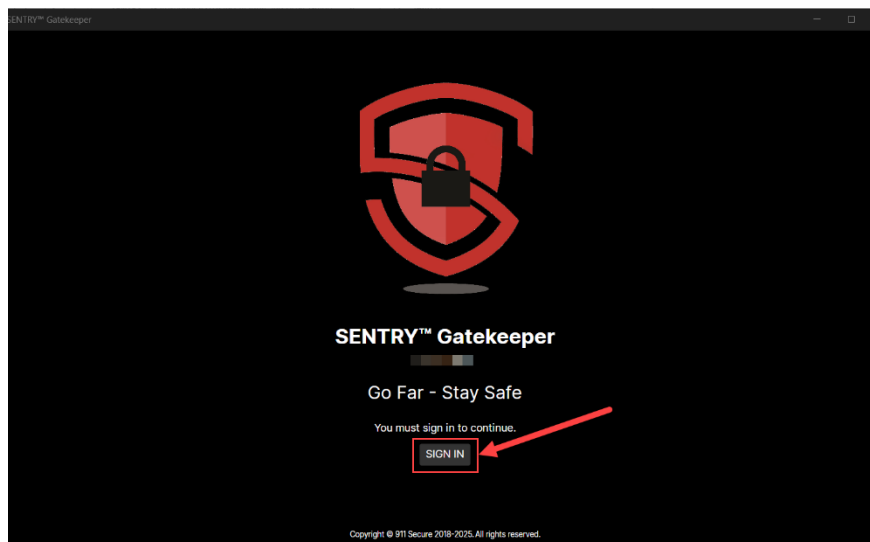 SENTRY™ Gatekeeper
SENTRY™ Gatekeeper
Go Far - Stay Safe
You must sign in to continue.
SIGN IN
Copyright © 911 Secure 2018-2025. All rights reserved.